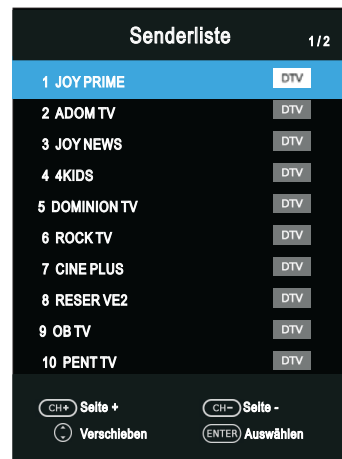 Senderliste 1/2
1 JOY PRIME DTV
2 ADOM TV DTV
3 JOY NEWS DTV
4 4KIDS DTV
5 DOMINION TV DTV
6 ROCK TV DTV
7 CINE PLUS DTV
8 RESER VE2 DTV
9 OB TV DTV
10 PENT TV DTV
CH+ Seite + CH- Seite -
Verschieben ENTER Auswählen